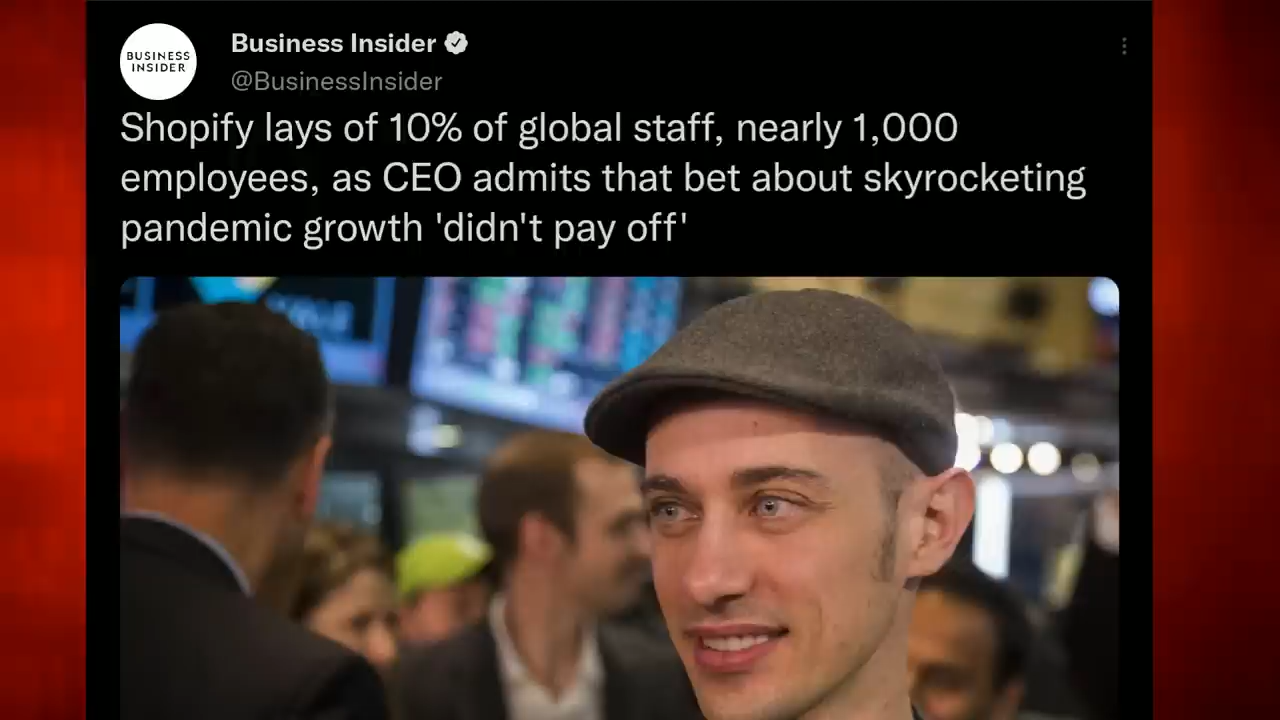 BUSINESS
INSIDER
Business Insider
@BusinessInsider
Shopify lays of 10% of global staff, nearly 1,000
employees, as CEO admits that bet about skyrocketing
pandemic growth 'didn't pay off'